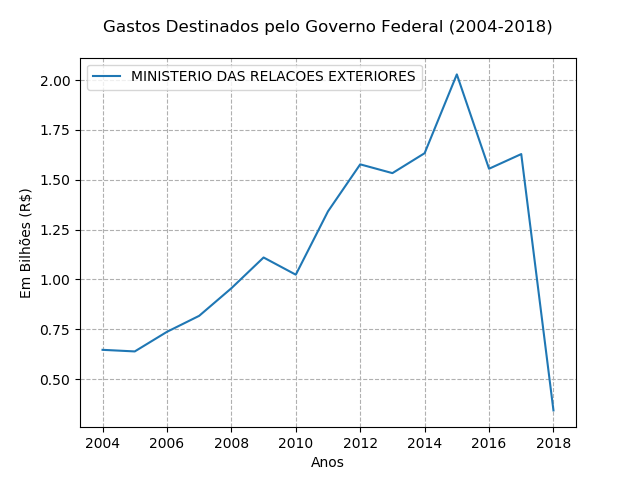 Gastos Destinados pelo Governo Federal (2004-2018)
MINISTERIO DAS RELACOES EXTERIORES
Em Bilhões (R$)
2.00
1.75
1.50
1.25
1.00
0.75
0.50
2004 2006 2008 2010 2012 2014 2016 2018
Anos